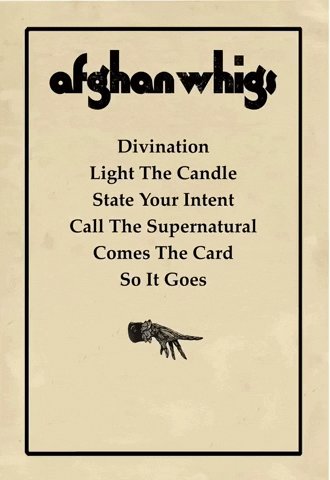 afghan whigs
Divination
Light The Candle
State Your Intent
Call The Supernatural
Comes The Card
So It Goes